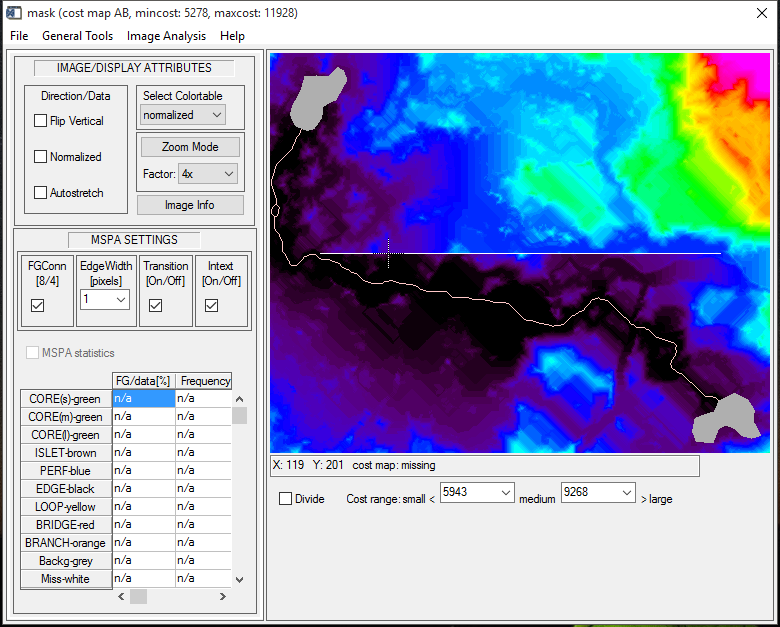 mask (cost map AB, mincost: 5278, maxcost: 11928)
File General Tools Image Analysis Help
IMAGE/DISPLAY ATTRIBUTES
Direction/Data
Flip Vertical
Normalized
Autostretch
Select Colortable
normalized
Zoom Mode
Factor: 4x
Image Info
MSPA SETTINGS
FGConn
[8/4]
EdgeWidth
[pixels]
1
Transition
[On/Off]
Intext
[On/Off]
MSPA statistics
FG/data[%] Frequency
CORE(s)-green n/a n/a
CORE(m)-green n/a n/a
CORE(l)-green n/a n/a
ISLET-brown n/a n/a
PERF-blue n/a n/a
EDGE-black n/a n/a
LOOP-yellow n/a n/a
BRIDGE-red n/a n/a
BRANCH-orange n/a n/a
Backg-grey n/a n/a
Miss-white n/a n/a
X: 119 Y: 201 cost map: missing
Divide Cost range: small < 5943 medium 9268 > large